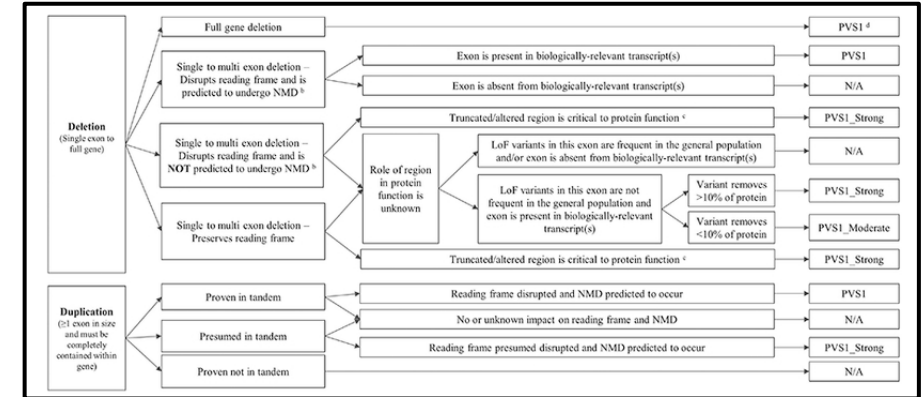 Full gene deletion
PVS1 ᵈ
Single to multi exon deletion –
Disrupts reading frame and is
predicted to undergo NMD ᵇ
Exon is present in biologically-relevant transcript(s)
PVS1
Exon is absent from biologically-relevant transcript(s)
N/A
Deletion
(Single exon to
full gene)
Single to multi exon deletion –
Disrupts reading frame and is
NOT predicted to undergo NMD ᵇ
Truncated/altered region is critical to protein function ᶜ
PVS1_Strong
Role of region
in protein
function is
unknown
LoF variants in this exon are frequent in the general population
and/or exon is absent from biologically-relevant transcript(s)
N/A
LoF variants in this exon are not
frequent in the general population and
exon is present in biologically-relevant
transcript(s)
Variant removes
>10% of protein
PVS1_Strong
Variant removes
<10% of protein
PVS1_Moderate
Single to multi exon deletion –
Preserves reading frame
Truncated/altered region is critical to protein function ᶜ
PVS1_Strong
Duplication
(≥1 exon in size
and must be
completely
contained within
gene)
Proven in tandem
Reading frame disrupted and NMD predicted to occur
PVS1
No or unknown impact on reading frame and NMD
N/A
Presumed in tandem
Reading frame presumed disrupted and NMD predicted to occur
PVS1_Strong
Proven not in tandem
N/A